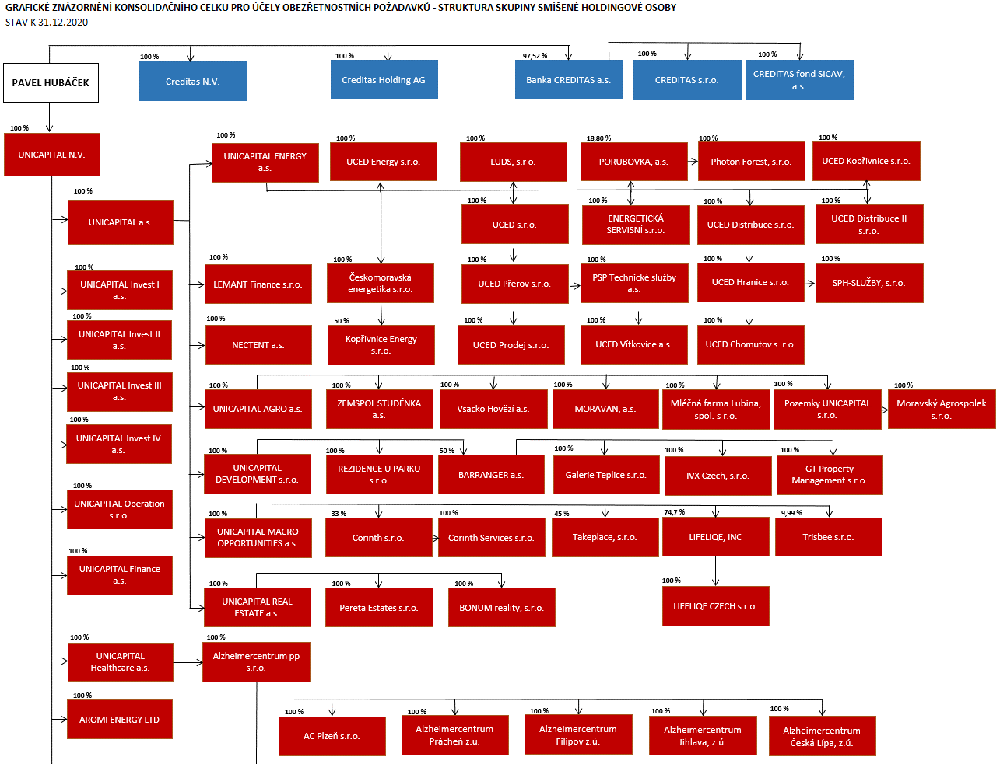 GRAFICKÉ ZNÁZORNĚNÍ KONSOLIDAČNÍHO CELKU PRO ÚČELY OBEZŘETNOSTNÍCH POŽADAVKŮ - STRUKTURA SKUPINY SMÍŠENÉ HOLDINGOVÉ OSOBY
STAV K 31.12.2020
PAVEL HUBÁČEK
100 %
Creditas N.V.
100 %
Creditas Holding AG
97,52 %
Banka CREDITAS a.s.
100 %
CREDITAS s.r.o.
100 %
CREDITAS fond SICAV,
a.s.
100 %
UNICAPITAL N.V.
100 %
UNICAPITAL ENERGY
a.s.
100 %
UCED Energy s.r.o.
100 %
LUDS, s.r o.
18,80 %
PORUBOVKA, a.s.
100 %
Photon Forest, s.r.o.
100 %
UCED Kopřivnice s.r.o.
100 %
UNICAPITAL a.s.
100 %
UCED s.r.o.
100 %
ENERGETICKÁ
SERVISNÍ s.r.o.
100 %
UCED Distribuce s.r.o.
100 %
UCED Distribuce II
s.r.o.
100 %
UNICAPITAL Invest I
a.s.
100 %
LEMANT Finance s.r.o.
100 %
Českomoravská
energetika s.r.o.
100 %
UCED Přerov s.r.o.
100 %
PSP Technické služby
a.s.
100 %
UCED Hranice s.r.o.
100 %
SPH-SLUŽBY, s.r.o.
100 %
UNICAPITAL Invest II
a.s.
100 %
NECTENT a.s.
50 %
Kopřivnice Energy
s.r.o.
100 %
UCED Prodej s.r.o.
100 %
UCED Vítkovice a.s.
100 %
UCED Chomutov s. r.o.
100 %
UNICAPITAL Invest III
a.s.
100 %
UNICAPITAL AGRO a.s.
100 %
ZEMSPOL STUDÉNKA
a.s.
100 %
Vsacko Hovězí a.s.
100 %
MORAVAN, a.s.
100 %
Mléčná farma Lubina,
spol. s r.o.
100 %
Pozemky UNICAPITAL
s.r.o.
100 %
Moravský Agrospolek
s.r.o.
100 %
UNICAPITAL Invest IV
a.s.
100 %
UNICAPITAL
DEVELOPMENT s.r.o.
100 %
REZIDENCE U PARKU
s.r.o.
50 %
BARRANGER a.s.
100 %
Galerie Teplice s.r.o.
100 %
IVX Czech, s.r.o.
100 %
GT Property
Management s.r.o.
100 %
UNICAPITAL Operation
s.r.o.
100 %
UNICAPITAL MACRO
OPPORTUNITIES a.s.
33 %
Corinth s.r.o.
100 %
Corinth Services s.r.o.
45 %
Takeplace, s.r.o.
74,7 %
LIFELIQE, INC
9,99 %
Trisbee s.r.o.
100 %
UNICAPITAL Finance
a.s.
100 %
UNICAPITAL REAL
ESTATE a.s.
100 %
Pereta Estates s.r.o.
100 %
BONUM reality, s.r.o.
100 %
LIFELIQE CZECH s.r.o.
100 %
UNICAPITAL
Healthcare a.s.
100 %
Alzheimercentrum pp
s.r.o.
100 %
AROMI ENERGY LTD
100 %
AC Plzeň s.r.o.
100 %
Alzheimercentrum
Prácheň z.ú.
100 %
Alzheimercentrum
Filipov z.ú.
100 %
Alzheimercentrum
Jihlava, z.ú.
100 %
Alzheimercentrum
Česká Lípa, z.ú.